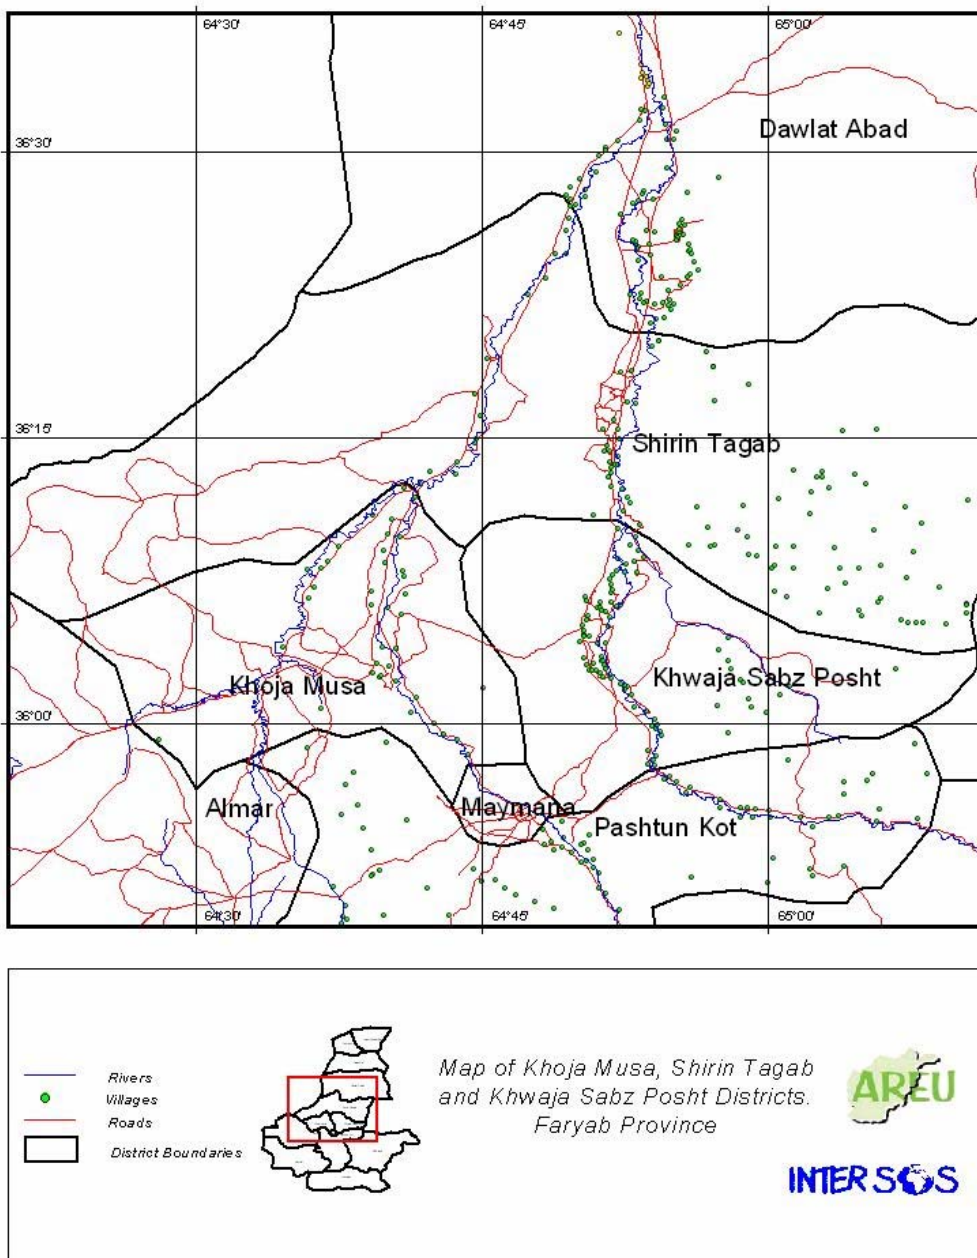 64°30' 64°45' 65°00'
Dawlat Abad
36°30'
36°15'
Shirin Tagab
Khoja Musa
Khwaja Sabz Posht
36°00'
Almar
Maymana
Pashtun Kot
64°30' 64°45' 65°00'
Rivers
Villages
Roads
District Boundaries
Map of Khoja Musa, Shirin Tagab
and Khwaja Sabz Posht Districts.
Faryab Province
AREU
INTERSOS